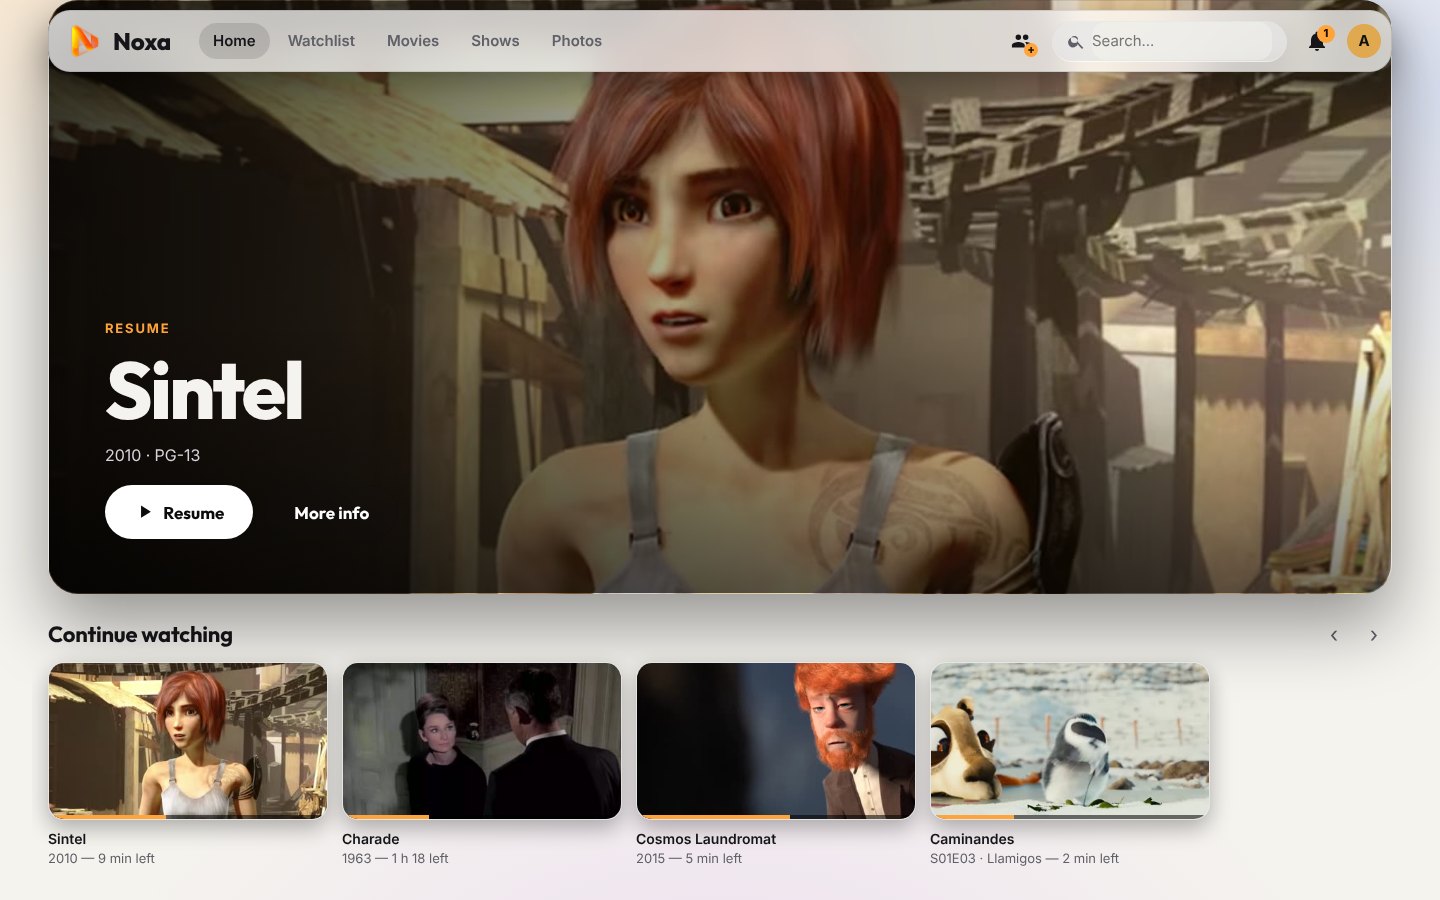 Noxa
Home
Watchlist
Movies
Shows
Photos
+
Search...
1
A
RESUME
Sintel
2010 · PG-13
Resume
More info
Continue watching
Sintel
2010 — 9 min left
Charade
1963 — 1 h 18 left
Cosmos Laundromat
2015 — 5 min left
Caminandes
S01E03 · Llamigos — 2 min left